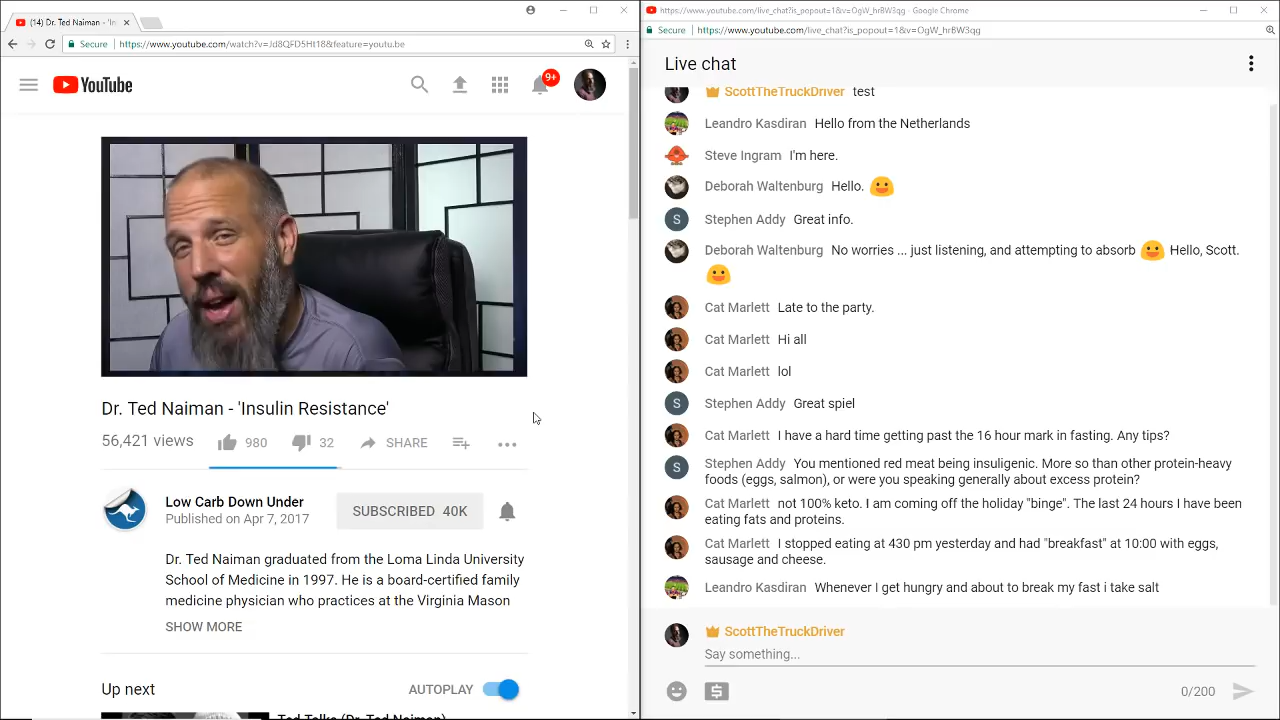 (14) Dr. Ted Naiman - 'In
Secure https://www.youtube.com/watch?v=Jd8QFD5Ht18&feature=youtu.be
YouTube
9+
Dr. Ted Naiman - 'Insulin Resistance'
56,421 views 980 32 SHARE
Low Carb Down Under
Published on Apr 7, 2017
SUBSCRIBED 40K
Dr. Ted Naiman graduated from the Loma Linda University
School of Medicine in 1997. He is a board-certified family
medicine physician who practices at the Virginia Mason
SHOW MORE
Up next AUTOPLAY
Ted Talks (Dr. Ted Naiman)
https://www.youtube.com/live_chat?is_popout=1&v=OgW_hrBW3qg - Google Chrome
Secure https://www.youtube.com/live_chat?is_popout=1&v=OgW_hrBW3qg
Live chat
ScottTheTruckDriver test
Leandro Kasdiran Hello from the Netherlands
Steve Ingram I'm here.
Deborah Waltenburg Hello.
S Stephen Addy Great info.
Deborah Waltenburg No worries ... just listening, and attempting to absorb Hello, Scott.
Cat Marlett Late to the party.
Cat Marlett Hi all
Cat Marlett lol
S Stephen Addy Great spiel
Cat Marlett I have a hard time getting past the 16 hour mark in fasting. Any tips?
S Stephen Addy You mentioned red meat being insuligenic. More so that other protein-heavy
foods (eggs, salmon), or were you speaking generally about excess protein?
Cat Marlett not 100% keto. I am coming off the holiday "binge". The last 24 hours I have been
eating fats and proteins.
Cat Marlett I stopped eating at 430 pm yesterday and had "breakfast" at 10:00 with eggs,
sausage and cheese.
Leandro Kasdiran Whenever I get hungry and about to break my fast i take salt
ScottTheTruckDriver
Say something...
0/200